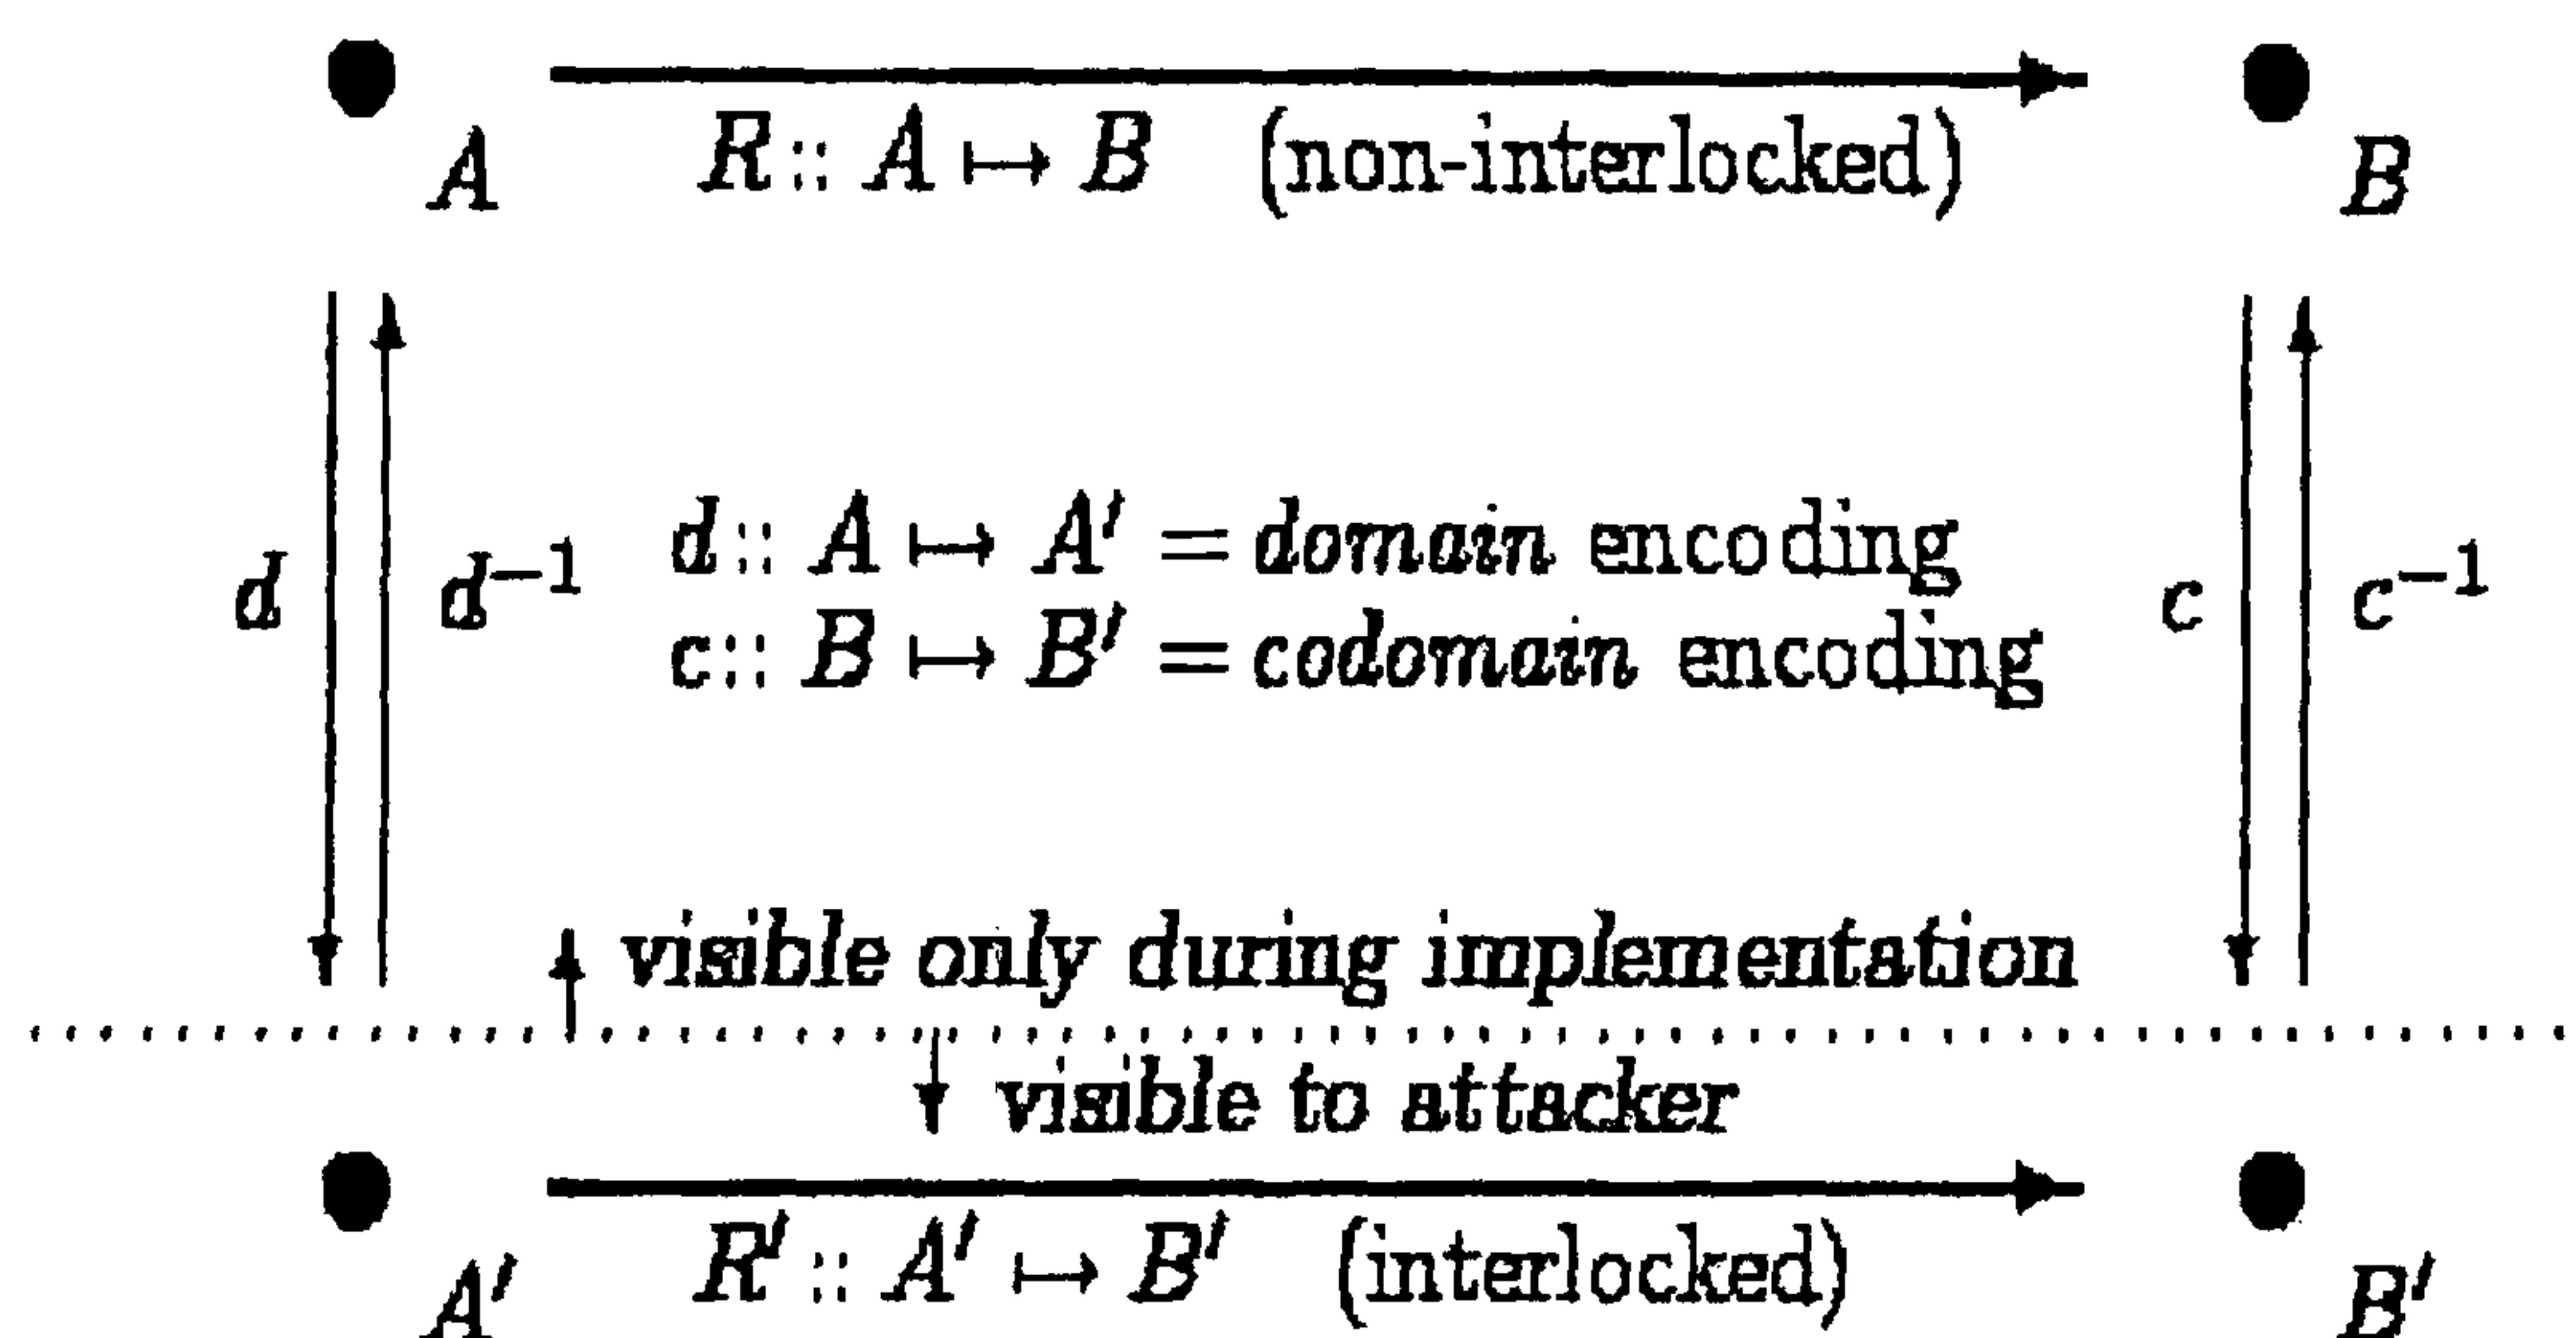 A R :: A ↦ B (non-interlocked) B
d :: A ↦ A′ = domain encoding
d d⁻¹ c c⁻¹
c :: B ↦ B′ = codomain encoding
visible only during implementation
visible to attacker
A′ R′ :: A′ ↦ B′ (interlocked) B′